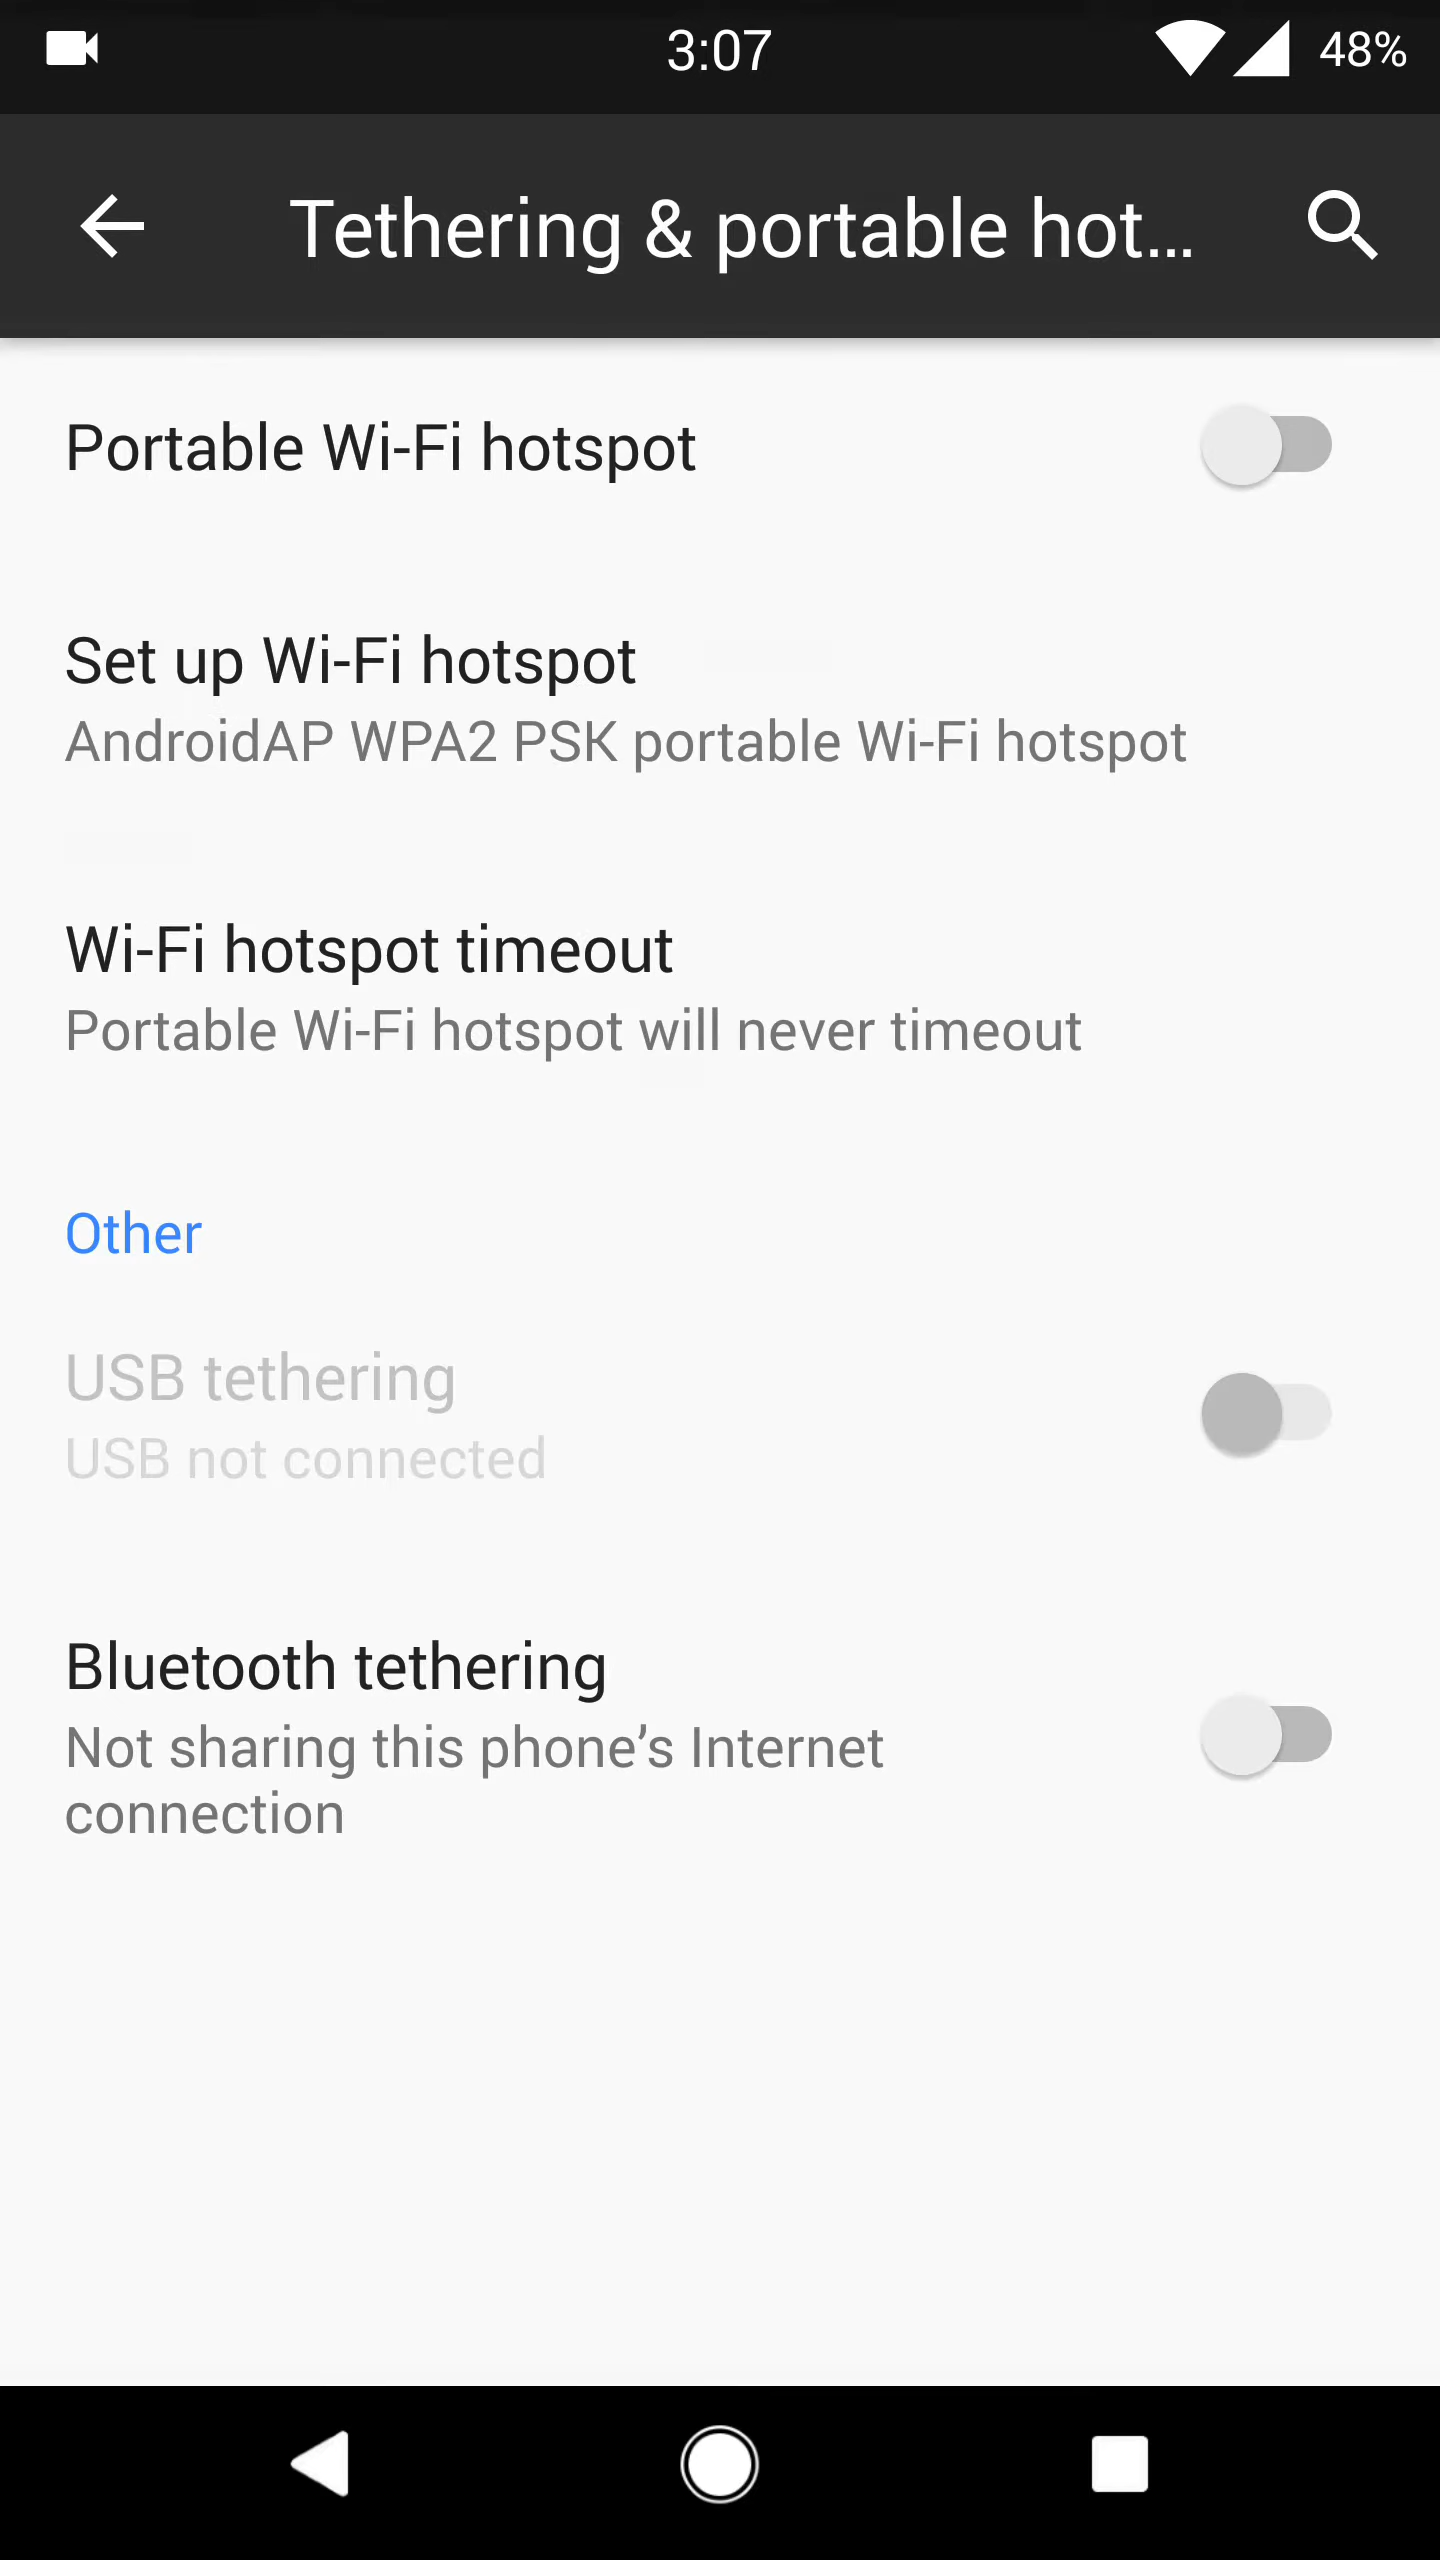 3:07
48%
Tethering & portable hot...
Portable Wi-Fi hotspot
Set up Wi-Fi hotspot
AndroidAP WPA2 PSK portable Wi-Fi hotspot
Wi-Fi hotspot timeout
Portable Wi-Fi hotspot will never timeout
Other
USB tethering
USB not connected
Bluetooth tethering
Not sharing this phone’s Internet
connection